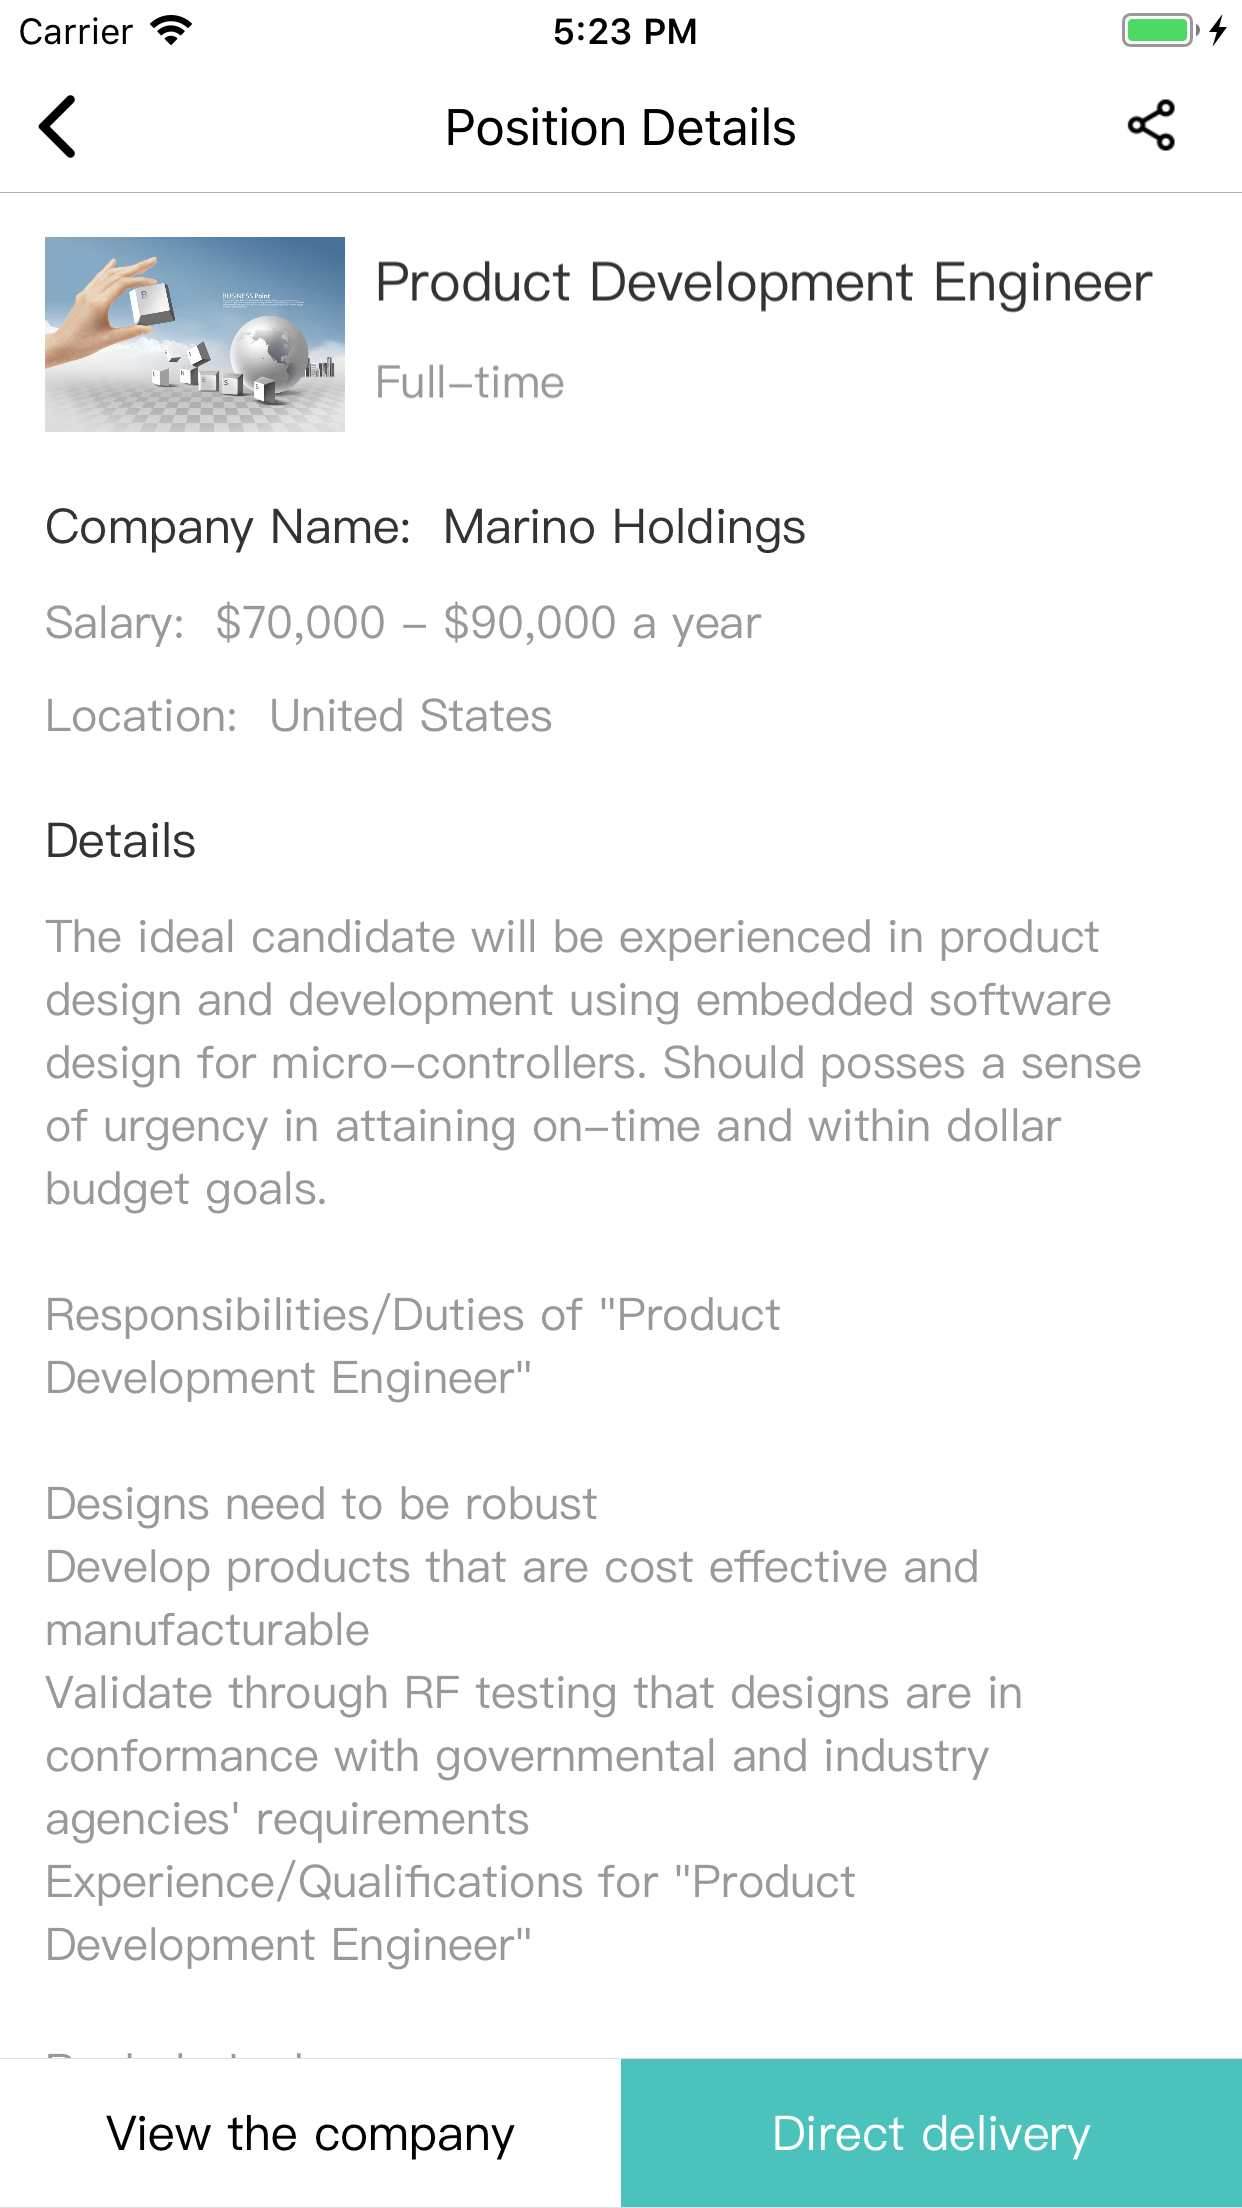 Carrier 5:23 PM
Position Details
BUSINESS Point
Product Development Engineer
Full-time
Company Name: Marino Holdings
Salary: $70,000 - $90,000 a year
Location: United States
Details
The ideal candidate will be experienced in product
design and development using embedded software
design for micro-controllers. Should posses a sense
of urgency in attaining on-time and within dollar
budget goals.
Responsibilities/Duties of "Product
Development Engineer"
Designs need to be robust
Develop products that are cost effective and
manufacturable
Validate through RF testing that designs are in
conformance with governmental and industry
agencies' requirements
Experience/Qualifications for "Product
Development Engineer"
View the company
Direct delivery